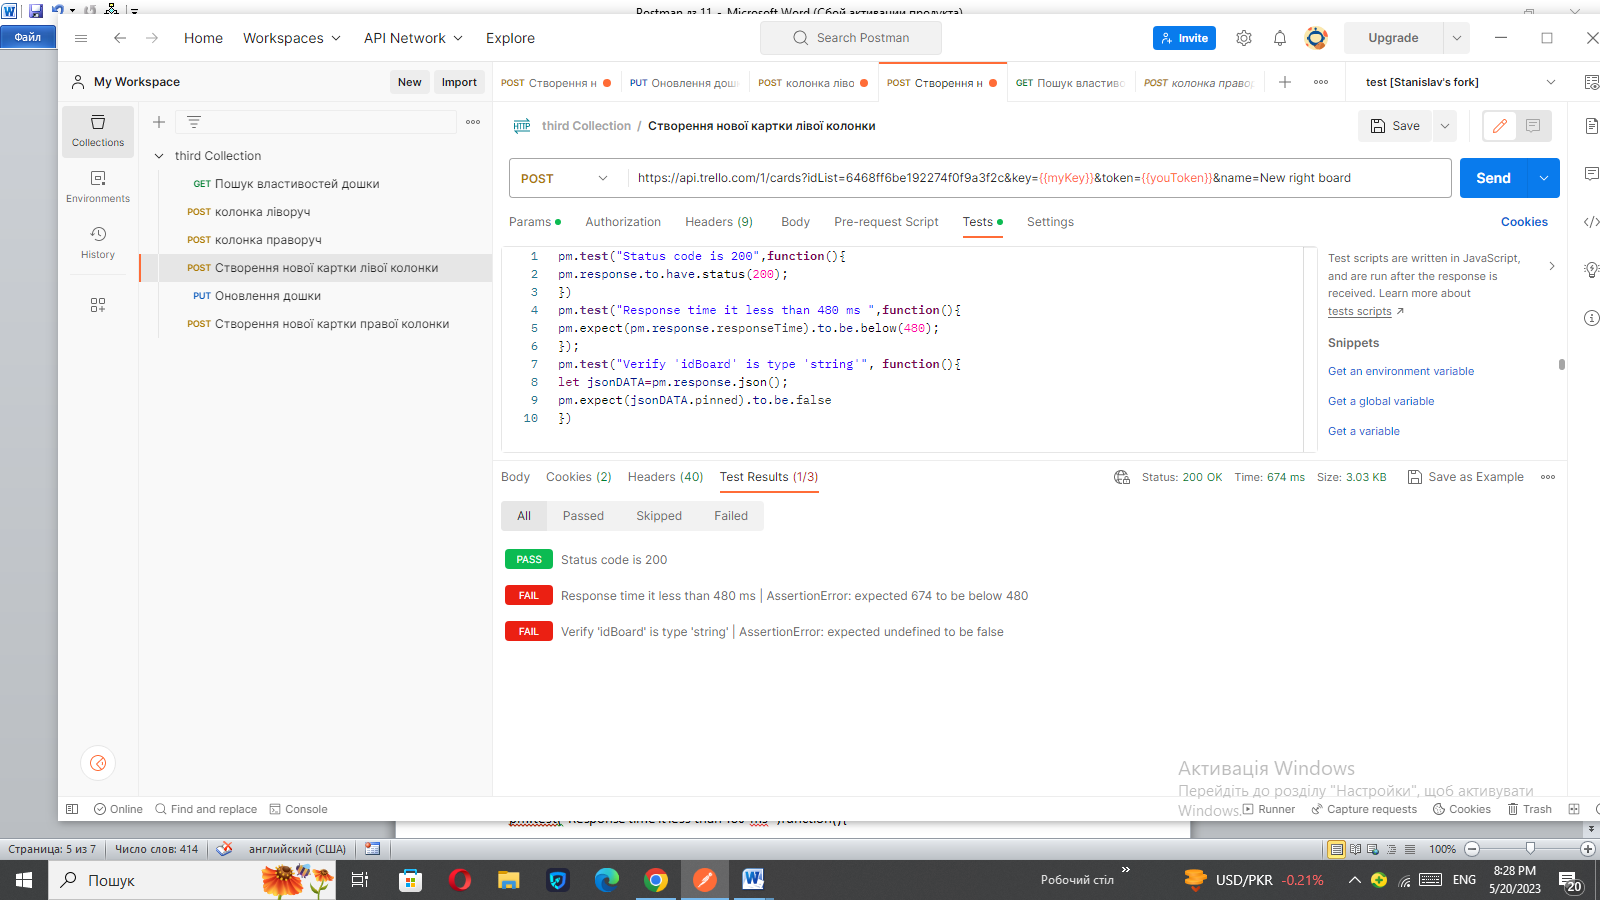 Postman дз 11 - Microsoft Word (Сбой активации продукта)
Файл
Home
Workspaces
API Network
Explore
Search Postman
Invite
Upgrade
My Workspace
New
Import
POST Створення н
PUT Оновлення дош
POST колонка ліво
POST Створення н
GET Пошук властиво
POST колонка право
test [Stanislav's fork]
Collections
Environments
History
third Collection
GET Пошук властивостей дошки
POST колонка ліворуч
POST колонка праворуч
POST Створення нової картки лівої колонки
PUT Оновлення дошки
POST Створення нової картки правої колонки
HTTP
third Collection / Створення нової картки лівої колонки
Save
POST
https://api.trello.com/1/cards?idList=6468ff6be192274f0f9a3f2c&key={{myKey}}&token={{youToken}}&name=New right board
Send
Params
Authorization
Headers (9)
Body
Pre-request Script
Tests
Settings
Cookies
1 pm.test("Status code is 200",function(){
2 pm.response.to.have.status(200);
3 })
4 pm.test("Response time it less than 480 ms ",function(){
5 pm.expect(pm.response.responseTime).to.be.below(480);
6 });
7 pm.test("Verify 'idBoard' is type 'string'", function(){
8 let jsonDATA=pm.response.json();
9 pm.expect(jsonDATA.pinned).to.be.false
10 })
Test scripts are written in JavaScript,
and are run after the response is
received. Learn more about
tests scripts
Snippets
Get an environment variable
Get a global variable
Get a variable
Body
Cookies (2)
Headers (40)
Test Results (1/3)
Status: 200 OK
Time: 674 ms
Size: 3.03 KB
Save as Example
All
Passed
Skipped
Failed
PASS Status code is 200
FAIL Response time it less than 480 ms | AssertionError: expected 674 to be below 480
FAIL Verify 'idBoard' is type 'string' | AssertionError: expected undefined to be false
Активація Windows
Перейдіть до розділу "Настройки", щоб активувати
Windows.
Online
Find and replace
Console
Runner
Capture requests
Cookies
Trash
Страница: 5 из 7
Число слов: 414
английский (США)
100%
Пошук
Робочий стіл
USD/PKR -0.21%
ENG
8:28 PM
5/20/2023
20